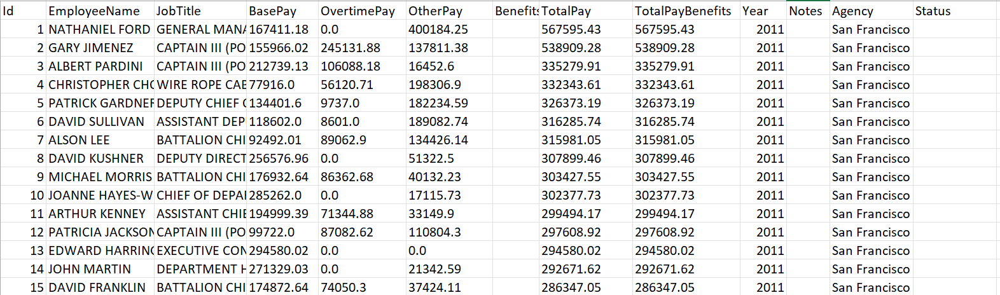 Id EmployeeName JobTitle BasePay OvertimePay OtherPay Benefits TotalPay TotalPayBenefits Year Notes Agency Status
1 NATHANIEL FORD GENERAL MANA 167411.18 0.0 400184.25 567595.43 567595.43 2011 San Francisco
2 GARY JIMENEZ CAPTAIN III (PO 155966.02 245131.88 137811.38 538909.28 538909.28 2011 San Francisco
3 ALBERT PARDINI CAPTAIN III (PO 212739.13 106088.18 16452.6 335279.91 335279.91 2011 San Francisco
4 CHRISTOPHER CHO WIRE ROPE CAB 77916.0 56120.71 198306.9 332343.61 332343.61 2011 San Francisco
5 PATRICK GARDNER DEPUTY CHIEF O 134401.6 9737.0 182234.59 326373.19 326373.19 2011 San Francisco
6 DAVID SULLIVAN ASSISTANT DEP 118602.0 8601.0 189082.74 316285.74 316285.74 2011 San Francisco
7 ALSON LEE BATTALION CHI 92492.01 89062.9 134426.14 315981.05 315981.05 2011 San Francisco
8 DAVID KUSHNER DEPUTY DIRECT 256576.96 0.0 51322.5 307899.46 307899.46 2011 San Francisco
9 MICHAEL MORRIS BATTALION CHI 176932.64 86362.68 40132.23 303427.55 303427.55 2011 San Francisco
10 JOANNE HAYES-W CHIEF OF DEPAR 285262.0 0.0 17115.73 302377.73 302377.73 2011 San Francisco
11 ARTHUR KENNEY ASSISTANT CHIE 194999.39 71344.88 33149.9 299494.17 299494.17 2011 San Francisco
12 PATRICIA JACKSON CAPTAIN III (PO 99722.0 87082.62 110804.3 297608.92 297608.92 2011 San Francisco
13 EDWARD HARRING EXECUTIVE CON 294580.02 0.0 0.0 294580.02 294580.02 2011 San Francisco
14 JOHN MARTIN DEPARTMENT H 271329.03 0.0 21342.59 292671.62 292671.62 2011 San Francisco
15 DAVID FRANKLIN BATTALION CHI 174872.64 74050.3 37424.11 286347.05 286347.05 2011 San Francisco